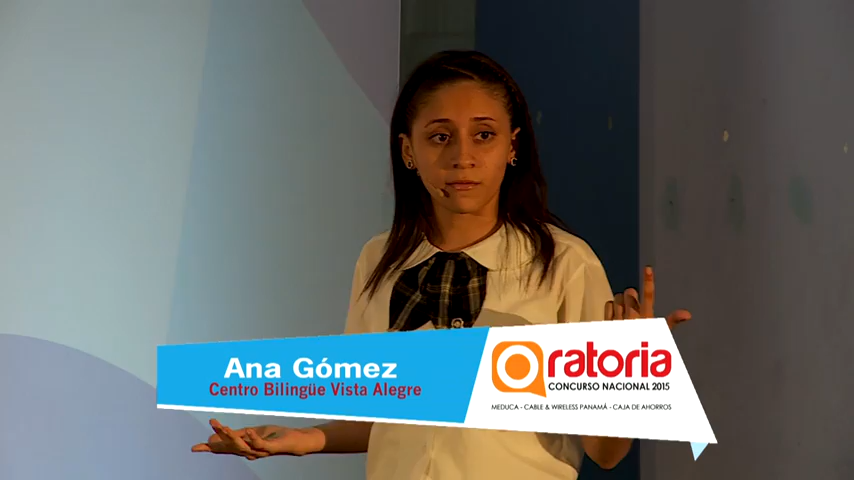 Ana Gómez
Centro Bilingüe Vista Alegre
Oratoria
CONCURSO NACIONAL 2015
MEDUCA - CABLE & WIRELESS PANAMÁ - CAJA DE AHORROS